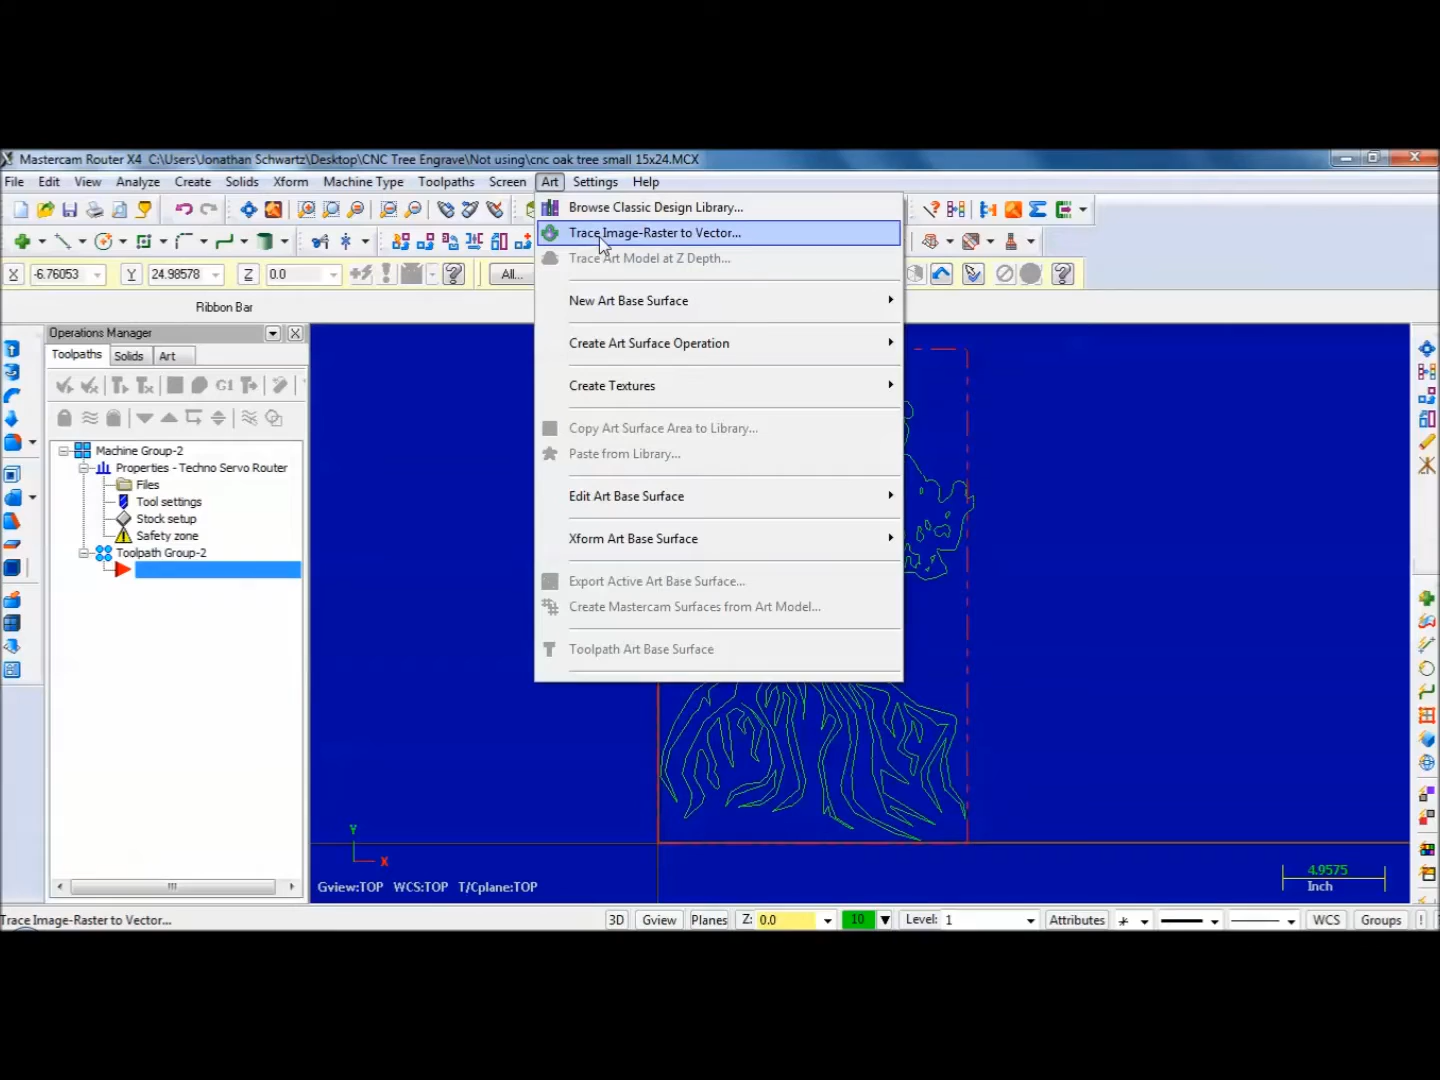 Mastercam Router X4 C:\Users\Jonathan Schwartz\Desktop\CNC Tree Engrave\Not using\cnc oak tree small 15x24.MCX
File Edit View Analyze Create Solids Xform Machine Type Toolpaths Screen Art Settings Help
Browse Classic Design Library...
Trace Image-Raster to Vector...
Trace Art Model at Z Depth...
New Art Base Surface
Create Art Surface Operation
Create Textures
Copy Art Surface Area to Library...
Paste from Library...
Edit Art Base Surface
Xform Art Base Surface
Export Active Art Base Surface...
Create Mastercam Surfaces from Art Model...
Toolpath Art Base Surface
X -6.76053 Y 24.98578 Z 0.0 All...
Ribbon Bar
Operations Manager
Toolpaths Solids Art
G1
Machine Group-2
Properties - Techno Servo Router
Files
Tool settings
Stock setup
Safety zone
Toolpath Group-2
Y
X
Gview:TOP WCS:TOP T/Cplane:TOP
4.9575
Inch
Trace Image-Raster to Vector...
3D Gview Planes Z: 0.0 10 Level: 1 Attributes WCS Groups